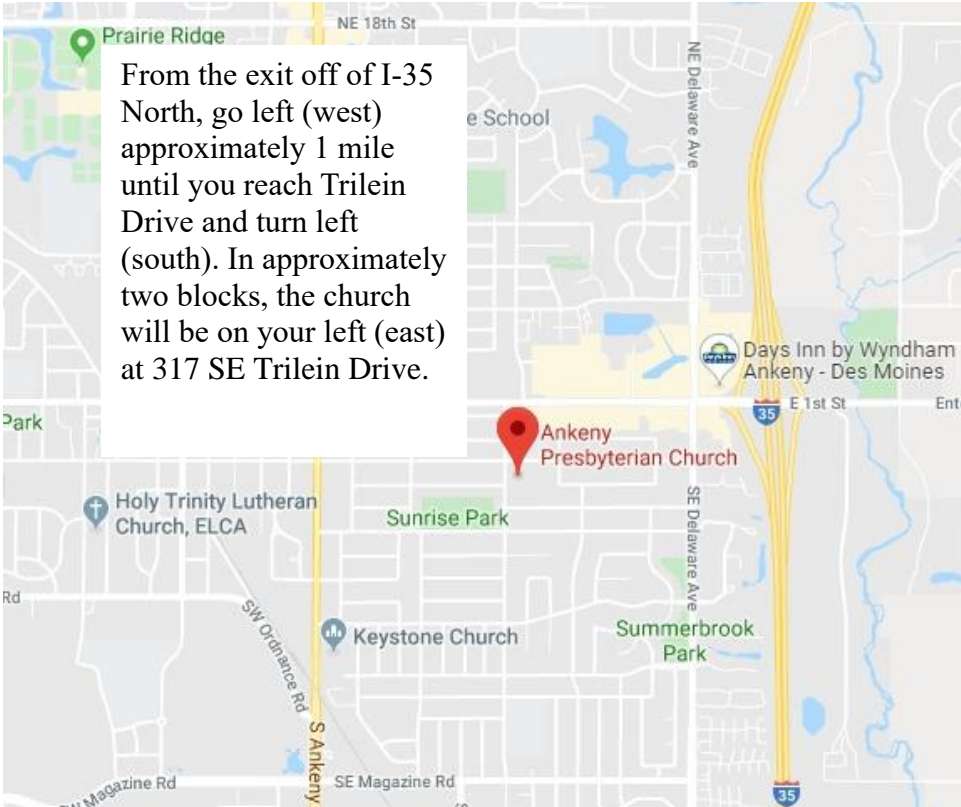 NE 18th St
Prairie Ridge
From the exit off of I-35
North, go left (west)
approximately 1 mile
until you reach Trilein
Drive and turn left
(south). In approximately
two blocks, the church
will be on your left (east)
at 317 SE Trilein Drive.
e School
NE Delaware Ave
Days Inn by Wyndham
Ankeny - Des Moines
35
E 1st St
Ent
Park
Ankeny
Presbyterian Church
Holy Trinity Lutheran
Church, ELCA
Sunrise Park
SE Delaware Ave
Rd
SW Ordnance Rd
Keystone Church
Summerbrook
Park
S Ankeny
Magazine Rd
SE Magazine Rd
35